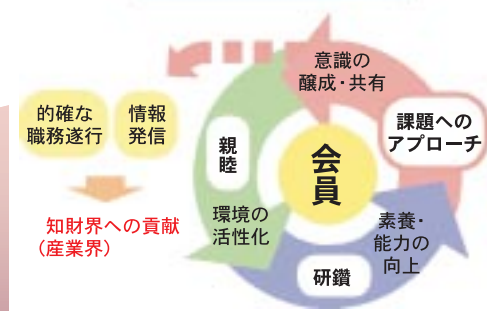 意識の
醸成・共有
的確な
職務遂行
情報
発信
課題への
アプローチ
親睦
会員
知財界への貢献
(産業界)
環境の
活性化
素養・
能力の
向上
研鑽